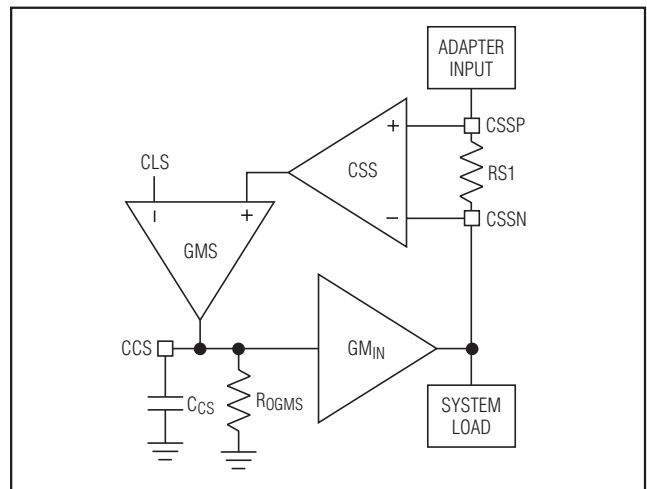 ADAPTER
INPUT
CSSP
+
CSS
RS1
CLS
−
CSSN
− +
GMS
CCS
GMIN
CCS
ROGMS
SYSTEM
LOAD